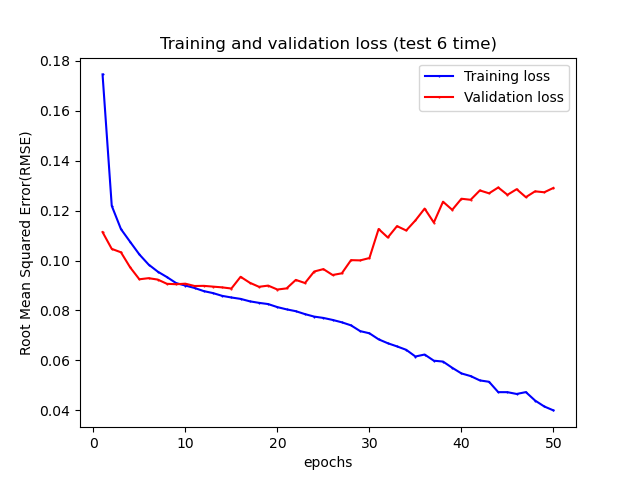 Training and validation loss (test 6 time)
Training loss
Validation loss
Root Mean Squared Error(RMSE)
0.18
0.16
0.14
0.12
0.10
0.08
0.06
0.04
0 10 20 30 40 50
epochs